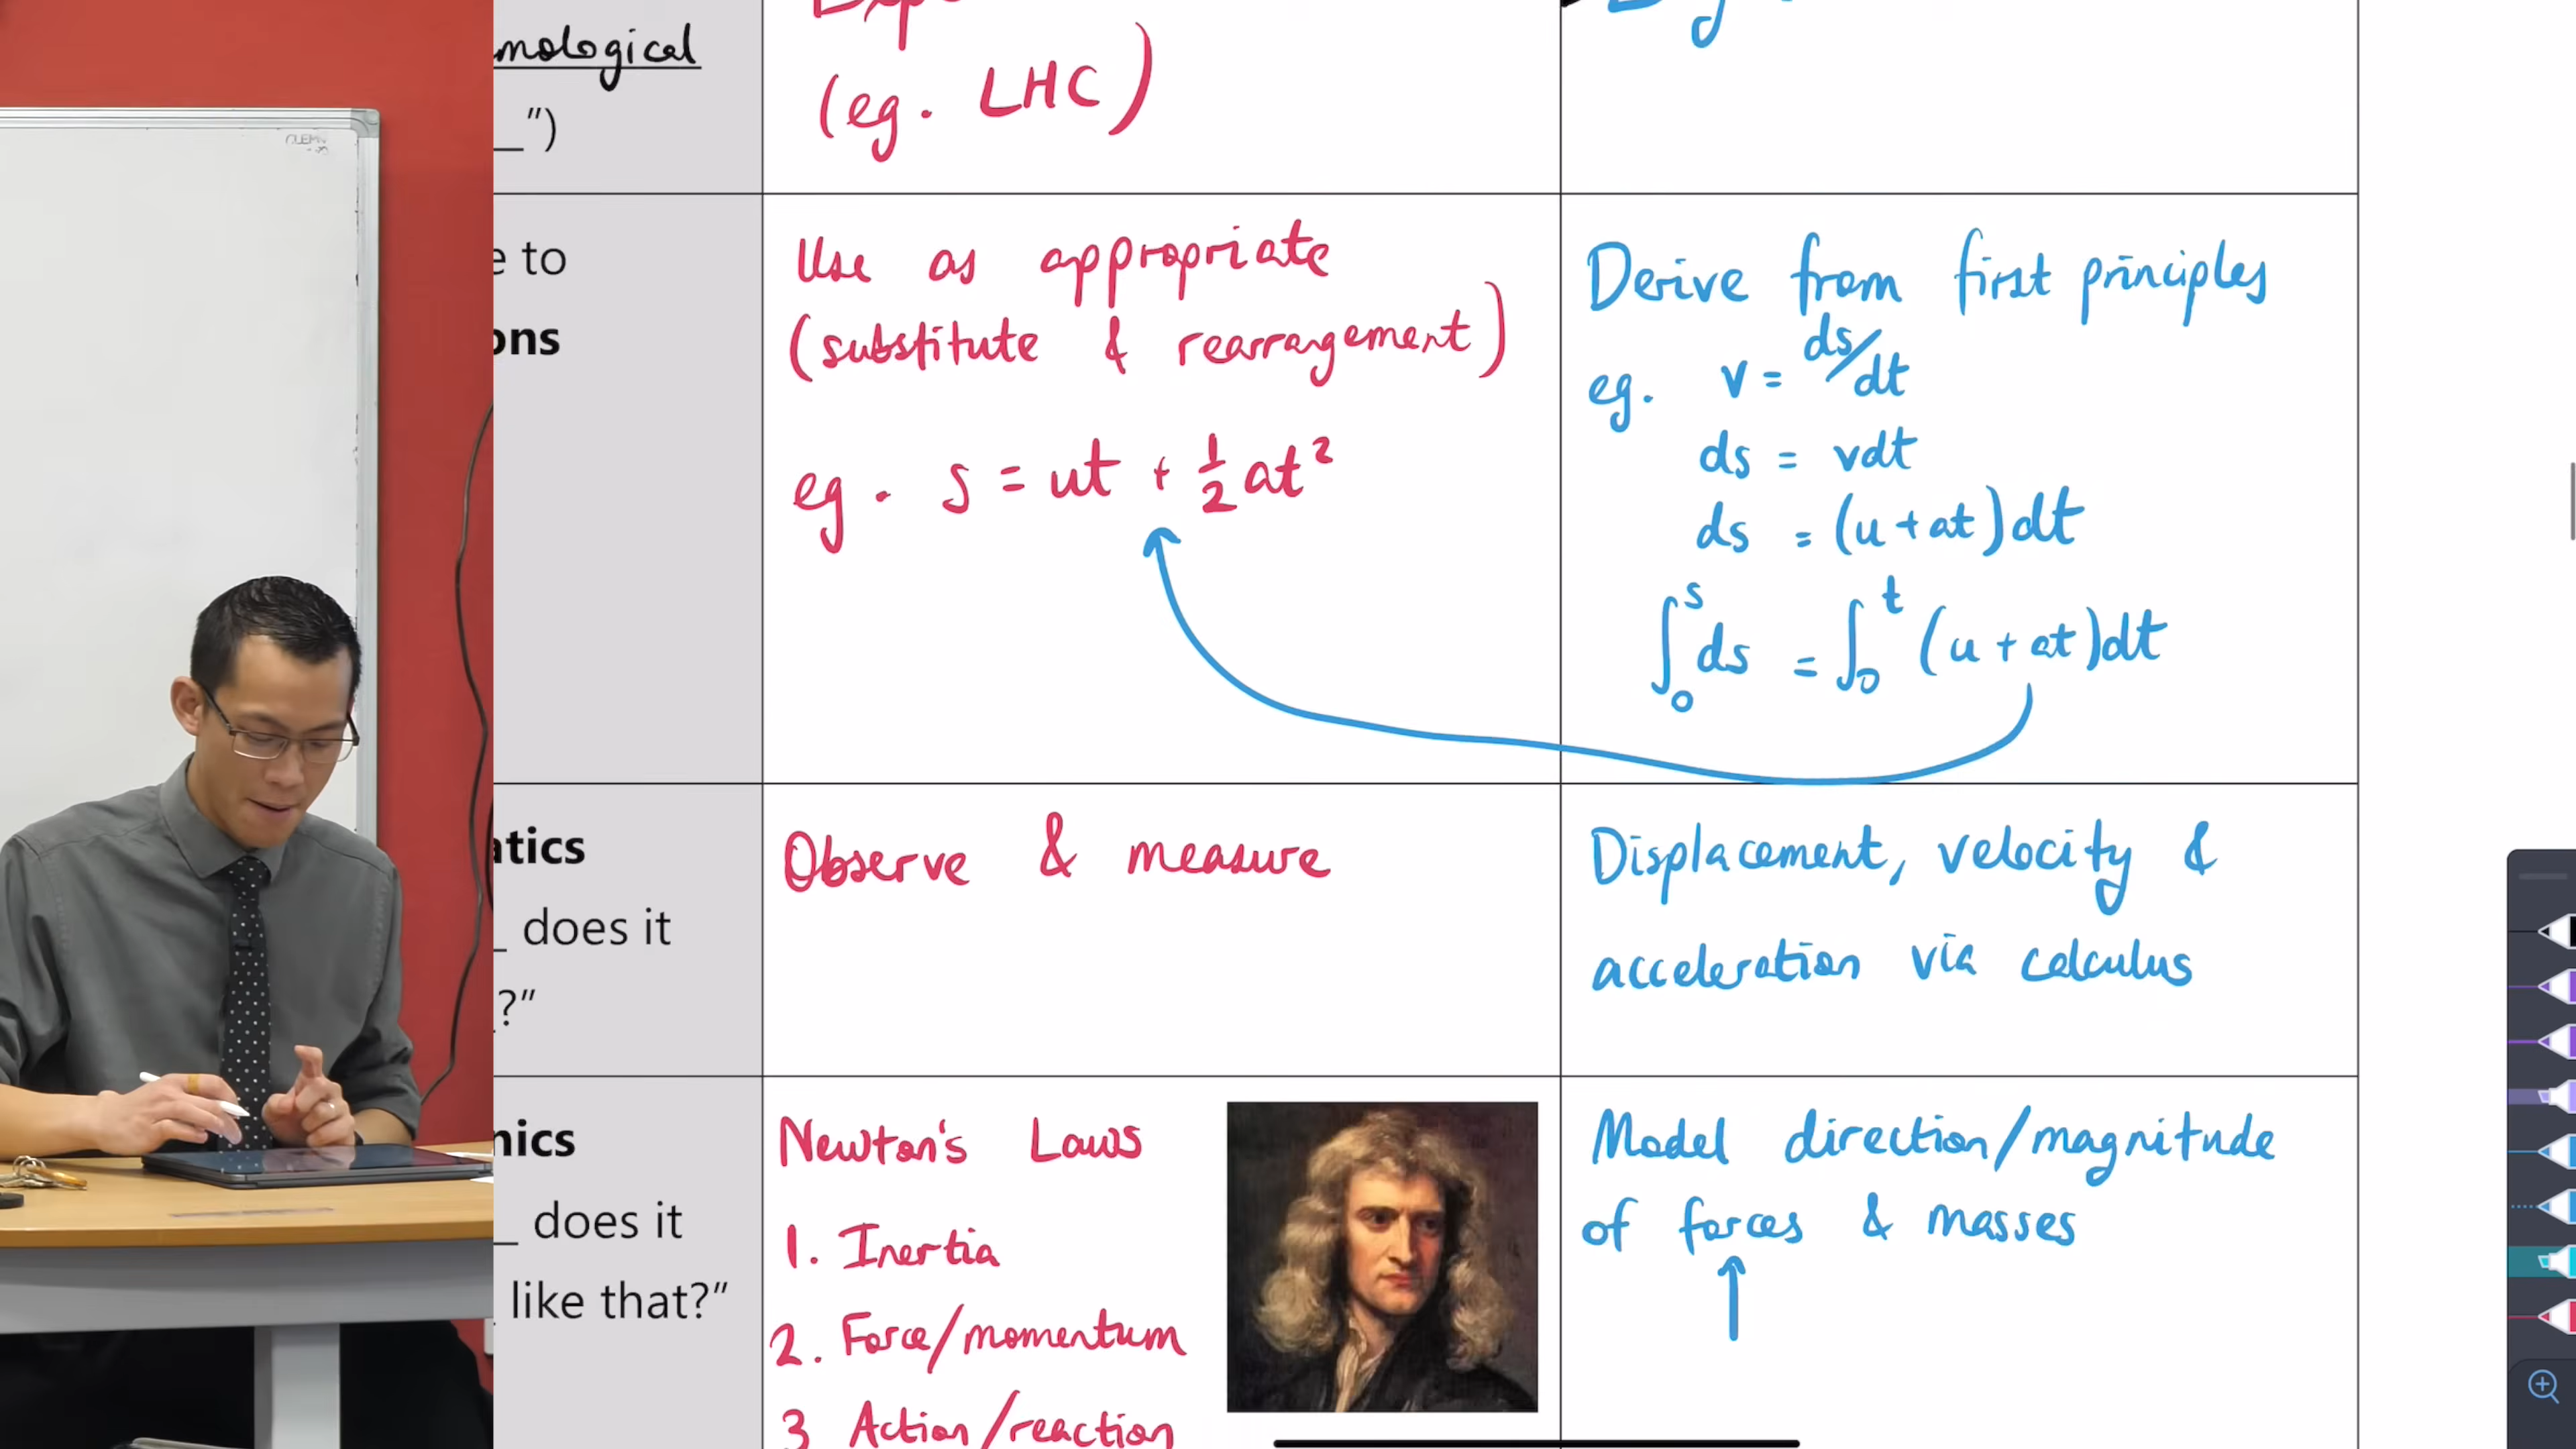 mological
(eg. LHC)
__")
e to
ons
Use as appropriate
(substitute & rearrangement)
eg. s = ut + ½at²
Derive from first principles
eg. v = ds/dt
ds = vdt
ds = (u + at)dt
∫₀ˢ ds = ∫₀ᵗ (u + at)dt
atics
_ does it
?"
Observe & measure
Displacement, velocity &
acceleration via calculus
nics
_ does it
like that?"
Newton's Laws
1. Inertia
2. Force/momentum
3 Action/reaction
Model direction/magnitude
of forces & masses